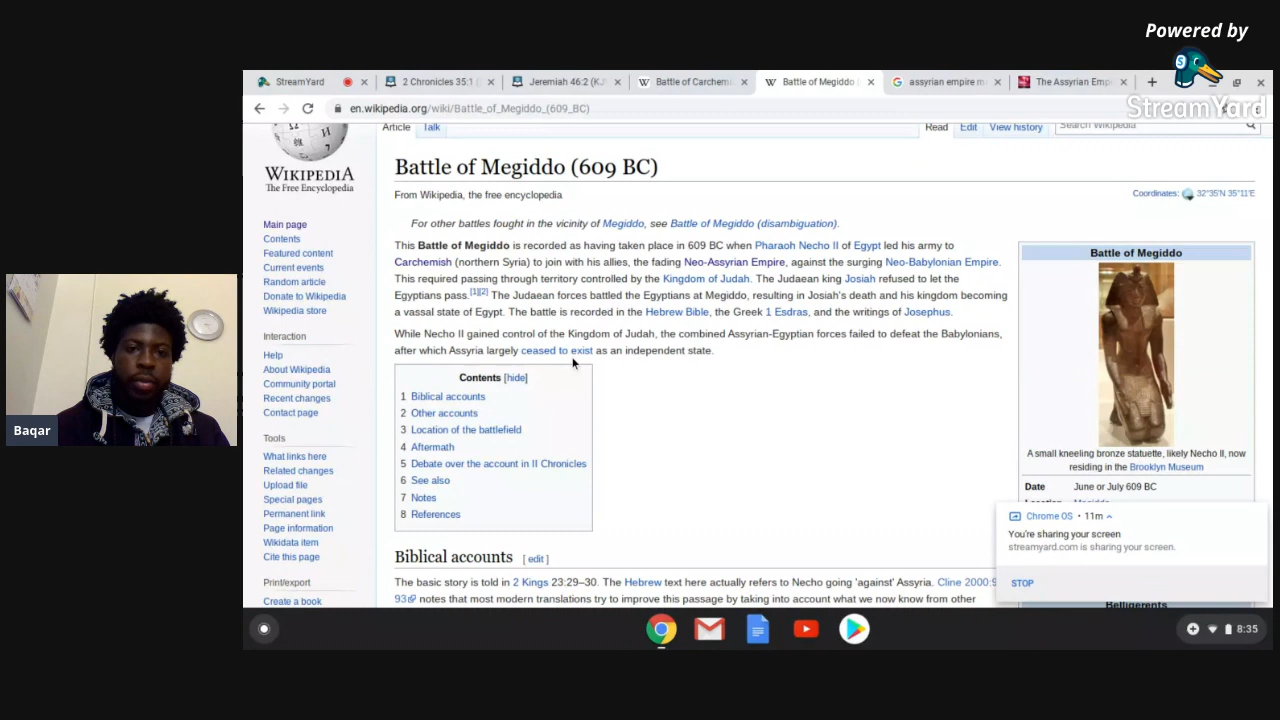 Powered by
StreamYard
StreamYard
2 Chronicles 35:1
Jeremiah 46:2 (KJ
Battle of Carchem
Battle of Megiddo
assyrian empire m
The Assyrian Emp
en.wikipedia.org/wiki/Battle_of_Megiddo_(609_BC)
Article
Talk
Read
Edit
View history
Search Wikipedia
WIKIPEDIA
The Free Encyclopedia
Battle of Megiddo (609 BC)
From Wikipedia, the free encyclopedia
Coordinates: 32°35′N 35°11′E
For other battles fought in the vicinity of Megiddo, see Battle of Megiddo (disambiguation).
This Battle of Megiddo is recorded as having taken place in 609 BC when Pharaoh Necho II of Egypt led his army to
Carchemish (northern Syria) to join with his allies, the fading Neo-Assyrian Empire, against the surging Neo-Babylonian Empire.
This required passing through territory controlled by the Kingdom of Judah. The Judaean king Josiah refused to let the
Egyptians pass.[1][2] The Judaean forces battled the Egyptians at Megiddo, resulting in Josiah's death and his kingdom becoming
a vassal state of Egypt. The battle is recorded in the Hebrew Bible, the Greek 1 Esdras, and the writings of Josephus.
While Necho II gained control of the Kingdom of Judah, the combined Assyrian-Egyptian forces failed to defeat the Babylonians,
after which Assyria largely ceased to exist as an independent state.
Contents [hide]
1 Biblical accounts
2 Other accounts
3 Location of the battlefield
4 Aftermath
5 Debate over the account in II Chronicles
6 See also
7 Notes
8 References
Biblical accounts [ edit ]
The basic story is told in 2 Kings 23:29–30. The Hebrew text here actually refers to Necho going 'against' Assyria. Cline 2000:9
93 notes that most modern translations try to improve this passage by taking into account what we now know from other
Main page
Contents
Featured content
Current events
Random article
Donate to Wikipedia
Wikipedia store
Interaction
Help
About Wikipedia
Community portal
Recent changes
Contact page
Tools
What links here
Related changes
Upload file
Special pages
Permanent link
Page information
Wikidata item
Cite this page
Print/export
Create a book
Battle of Megiddo
A small kneeling bronze statuette, likely Necho II, now
residing in the Brooklyn Museum
Date June or July 609 BC
Belligerents
Chrome OS • 11m
You're sharing your screen
streamyard.com is sharing your screen.
STOP
8:35
Baqar